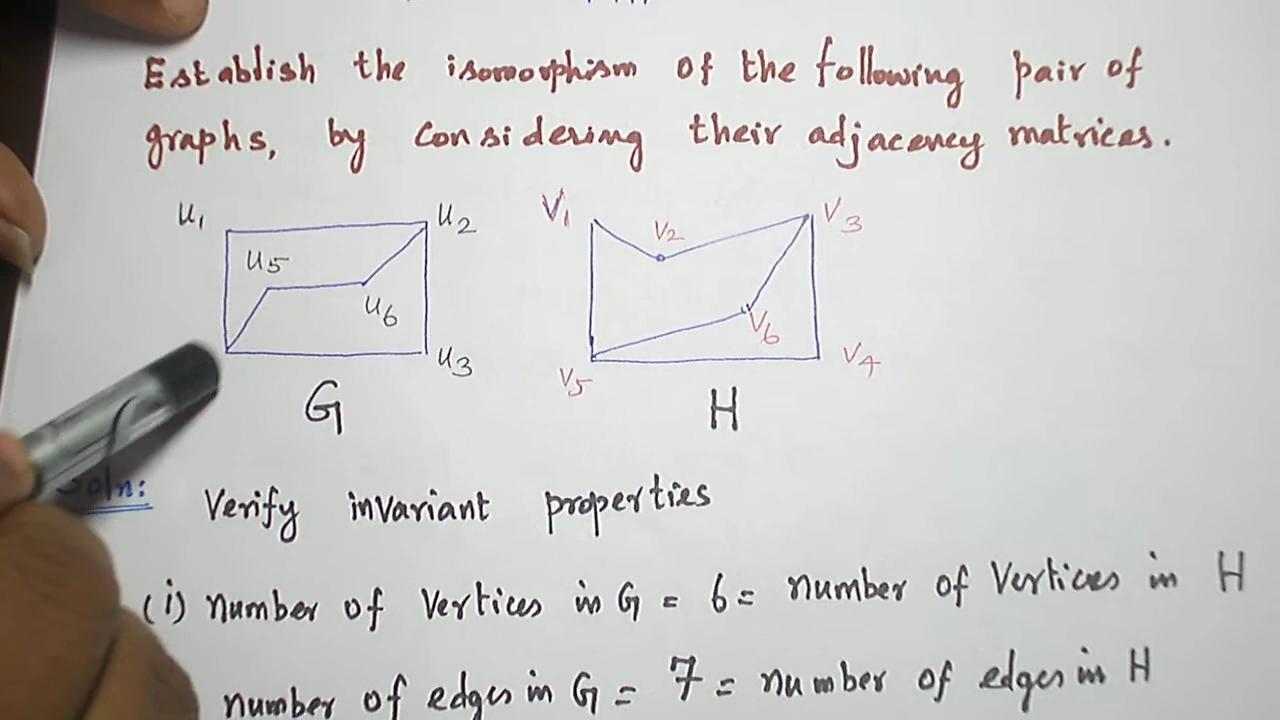 Establish the isomorphism of the following pair of
graphs, by considering their adjacency matrices.
u1 u2 V1 V2 V3
u5
u6 V6
u3 V5 V4
G H
Soln: Verify invariant properties
(i) number of vertices in G = 6 = number of vertices in H
number of edges in G = 7 = number of edges in H